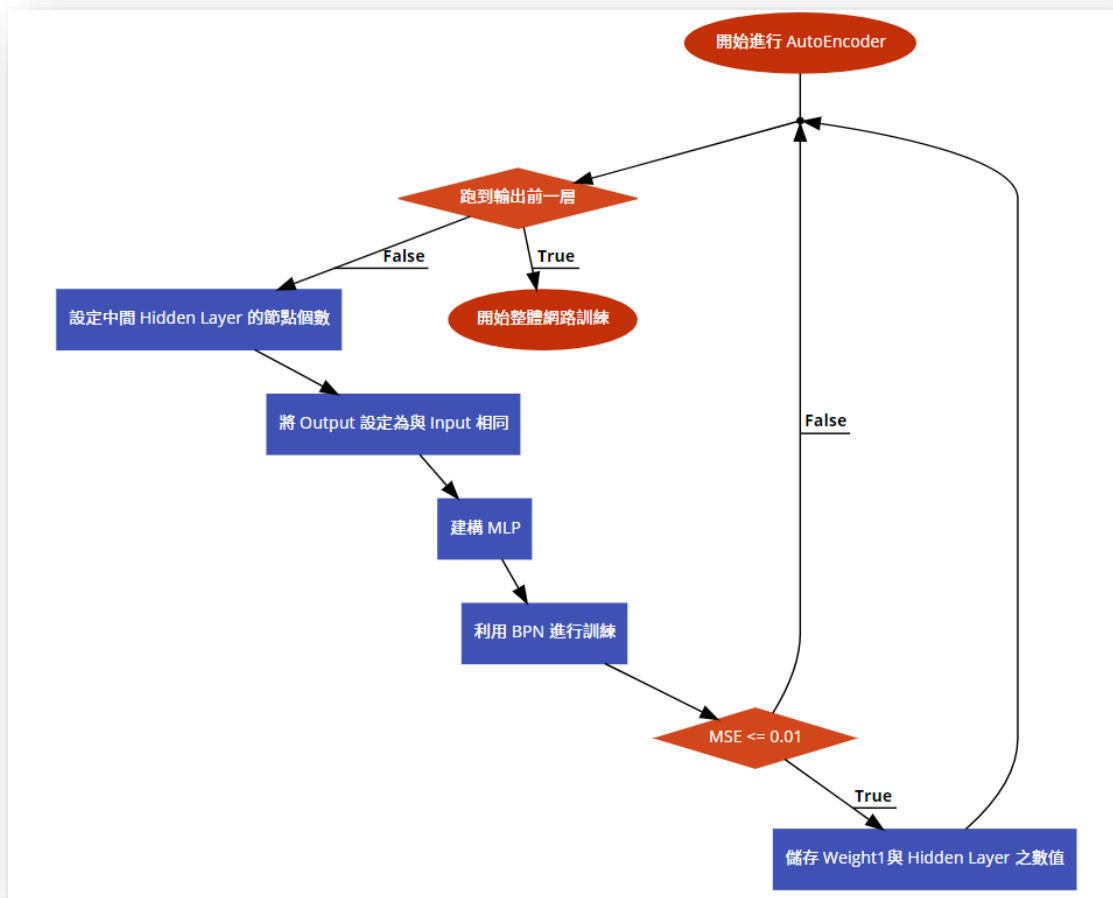 開始進行 AutoEncoder
跑到輸出前一層
False
True
設定中間 Hidden Layer 的節點個數
開始整體網路訓練
將 Output 設定為與 Input 相同
False
建構 MLP
利用 BPN 進行訓練
MSE <= 0.01
True
儲存 Weight1與 Hidden Layer 之數值